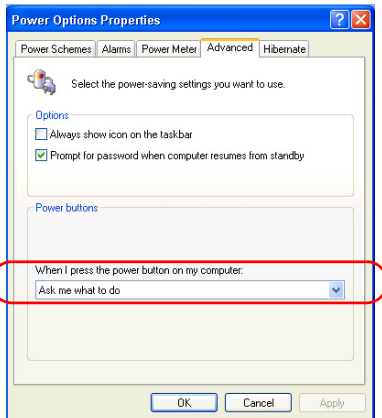 Power Options Properties
Power Schemes Alarms Power Meter Advanced Hibernate
Select the power-saving settings you want to use.
Options
Always show icon on the taskbar
Prompt for password when computer resumes from standby
Power buttons
When I press the power button on my computer:
Ask me what to do
OK Cancel Apply